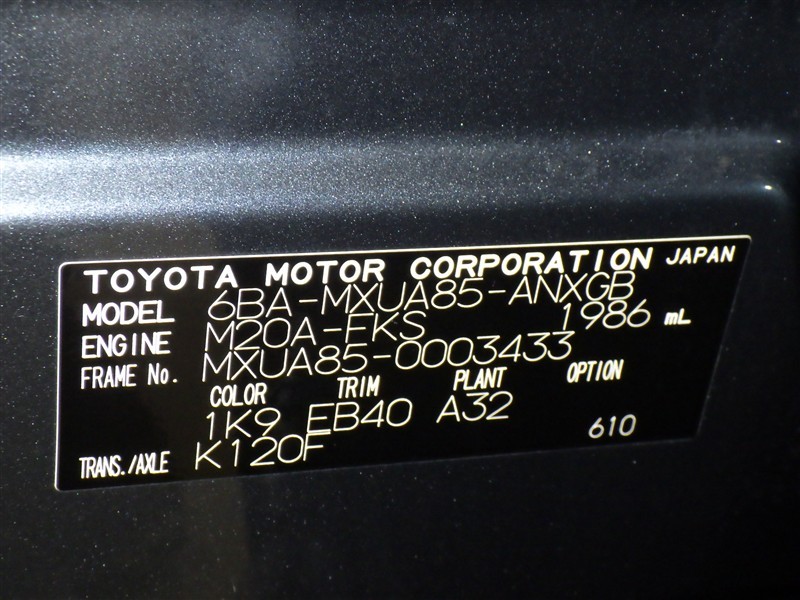 TOYOTA MOTOR CORPORATION JAPAN
MODEL 6BA-MXUA85-ANXGB
ENGINE M20A-FKS 1986 mL
FRAME No. MXUA85-0003433
COLOR TRIM PLANT OPTION
1K9 EB40 A32
TRANS./AXLE K120F 610